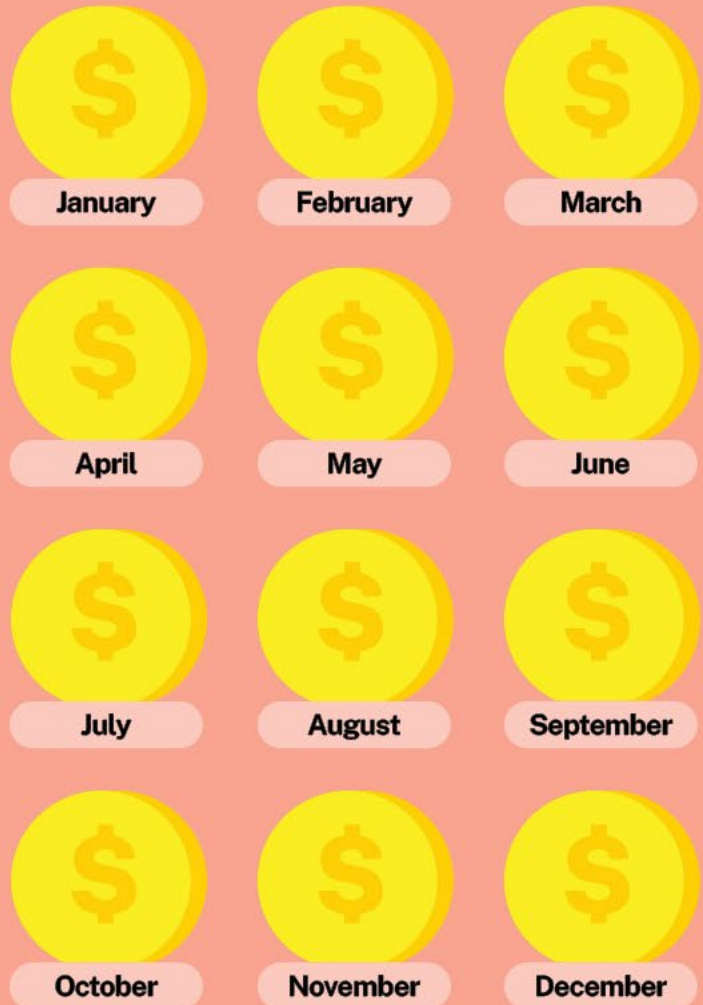 $ $ $
January February March
$ $ $
April May June
$ $ $
July August September
$ $ $
October November December